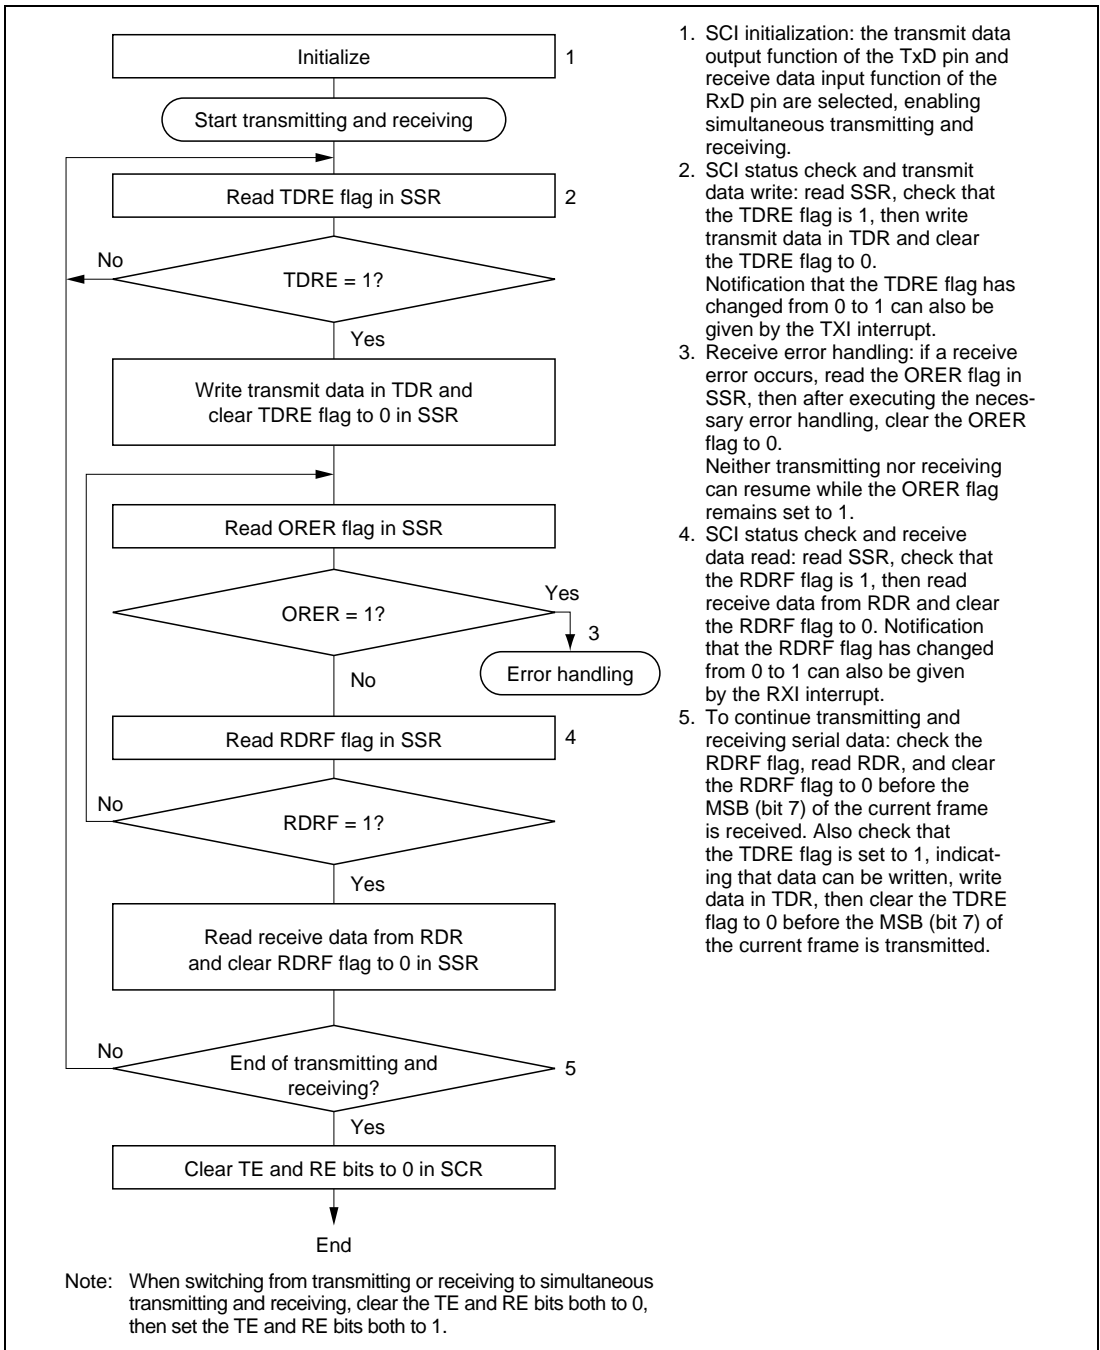 Initialize
1
Start transmitting and receiving
Read TDRE flag in SSR
2
No
TDRE = 1?
Yes
Write transmit data in TDR and
clear TDRE flag to 0 in SSR
Read ORER flag in SSR
ORER = 1?
Yes
3
Error handling
No
Read RDRF flag in SSR
4
No
RDRF = 1?
Yes
Read receive data from RDR
and clear RDRF flag to 0 in SSR
No
End of transmitting and
receiving?
5
Yes
Clear TE and RE bits to 0 in SCR
End
1. SCI initialization: the transmit data
output function of the TxD pin and
receive data input function of the
RxD pin are selected, enabling
simultaneous transmitting and
receiving.
2. SCI status check and transmit
data write: read SSR, check that
the TDRE flag is 1, then write
transmit data in TDR and clear
the TDRE flag to 0.
Notification that the TDRE flag has
changed from 0 to 1 can also be
given by the TXI interrupt.
3. Receive error handling: if a receive
error occurs, read the ORER flag in
SSR, then after executing the neces-
sary error handling, clear the ORER
flag to 0.
Neither transmitting nor receiving
can resume while the ORER flag
remains set to 1.
4. SCI status check and receive
data read: read SSR, check that
the RDRF flag is 1, then read
receive data from RDR and clear
the RDRF flag to 0. Notification
that the RDRF flag has changed
from 0 to 1 can also be given
by the RXI interrupt.
5. To continue transmitting and
receiving serial data: check the
RDRF flag, read RDR, and clear
the RDRF flag to 0 before the
MSB (bit 7) of the current frame
is received. Also check that
the TDRE flag is set to 1, indicat-
ing that data can be written, write
data in TDR, then clear the TDRE
flag to 0 before the MSB (bit 7) of
the current frame is transmitted.
Note: When switching from transmitting or receiving to simultaneous
transmitting and receiving, clear the TE and RE bits both to 0,
then set the TE and RE bits both to 1.